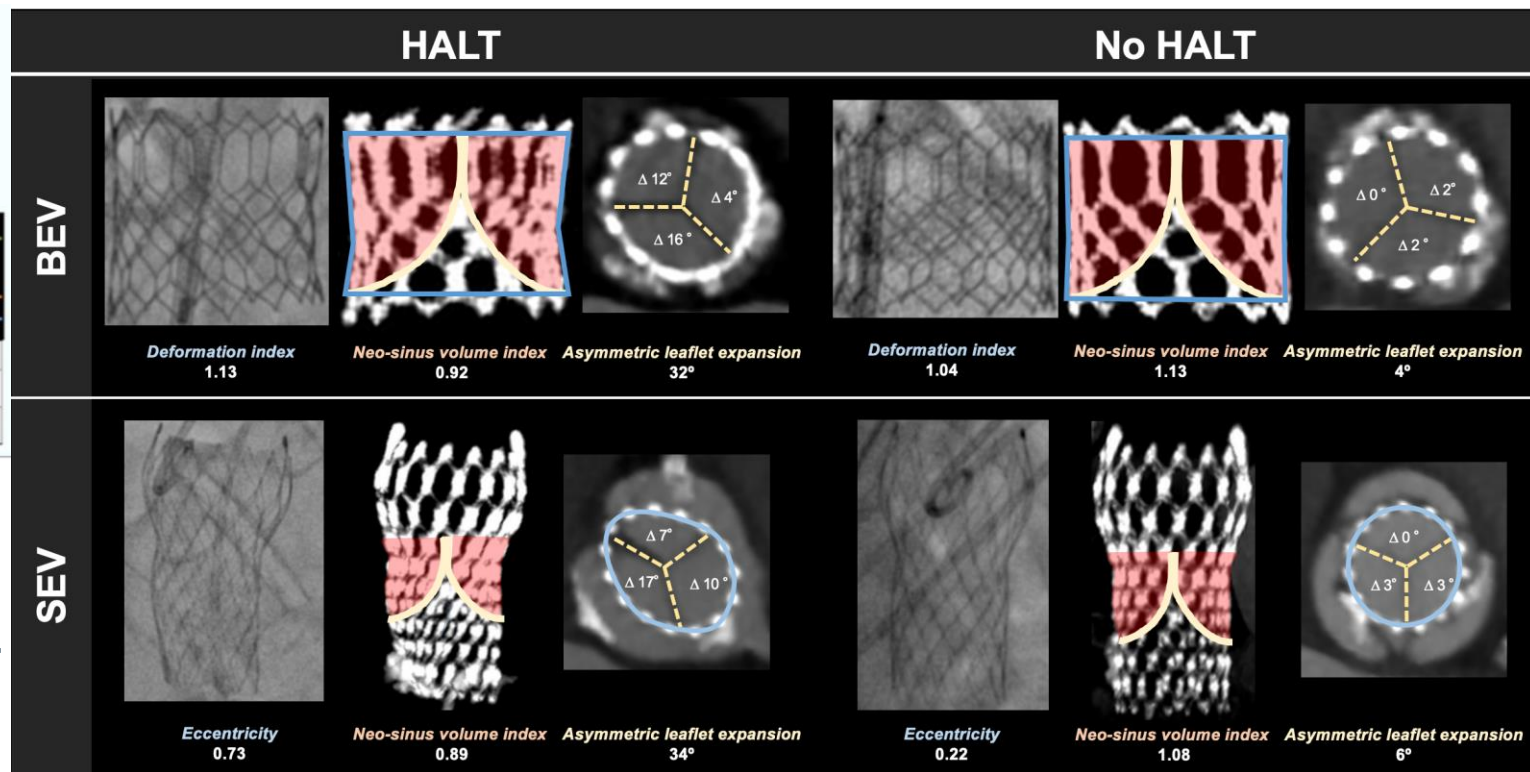 HALT
No HALT
BEV
Δ 12°
Δ 4°
Δ 16 °
Δ 0 °
Δ 2°
Δ 2 °
Deformation index
1.13
Neo-sinus volume index
0.92
Asymmetric leaflet expansion
32º
Deformation index
1.04
Neo-sinus volume index
1.13
Asymmetric leaflet expansion
4º
SEV
Δ 7°
Δ 17°
Δ 10 °
Δ 0 °
Δ 3°
Δ 3 °
Eccentricity
0.73
Neo-sinus volume index
0.89
Asymmetric leaflet expansion
34º
Eccentricity
0.22
Neo-sinus volume index
1.08
Asymmetric leaflet expansion
6º